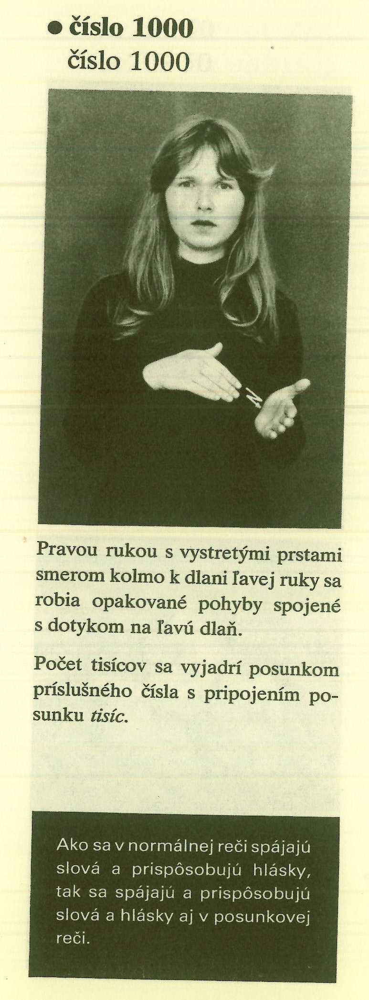 ● číslo 1000
číslo 1000
Pravou rukou s vystretými prstami
smerom kolmo k dlani ľavej ruky sa
robia opakované pohyby spojené
s dotykom na ľavú dlaň.
Počet tisícov sa vyjadrí posunkom
príslušného čísla s pripojením po-
sunku tisíc.
Ako sa v normálnej reči spájajú
slová a prispôsobujú hlásky,
tak sa spájajú a prispôsobujú
slová a hlásky aj v posunkovej
reči.